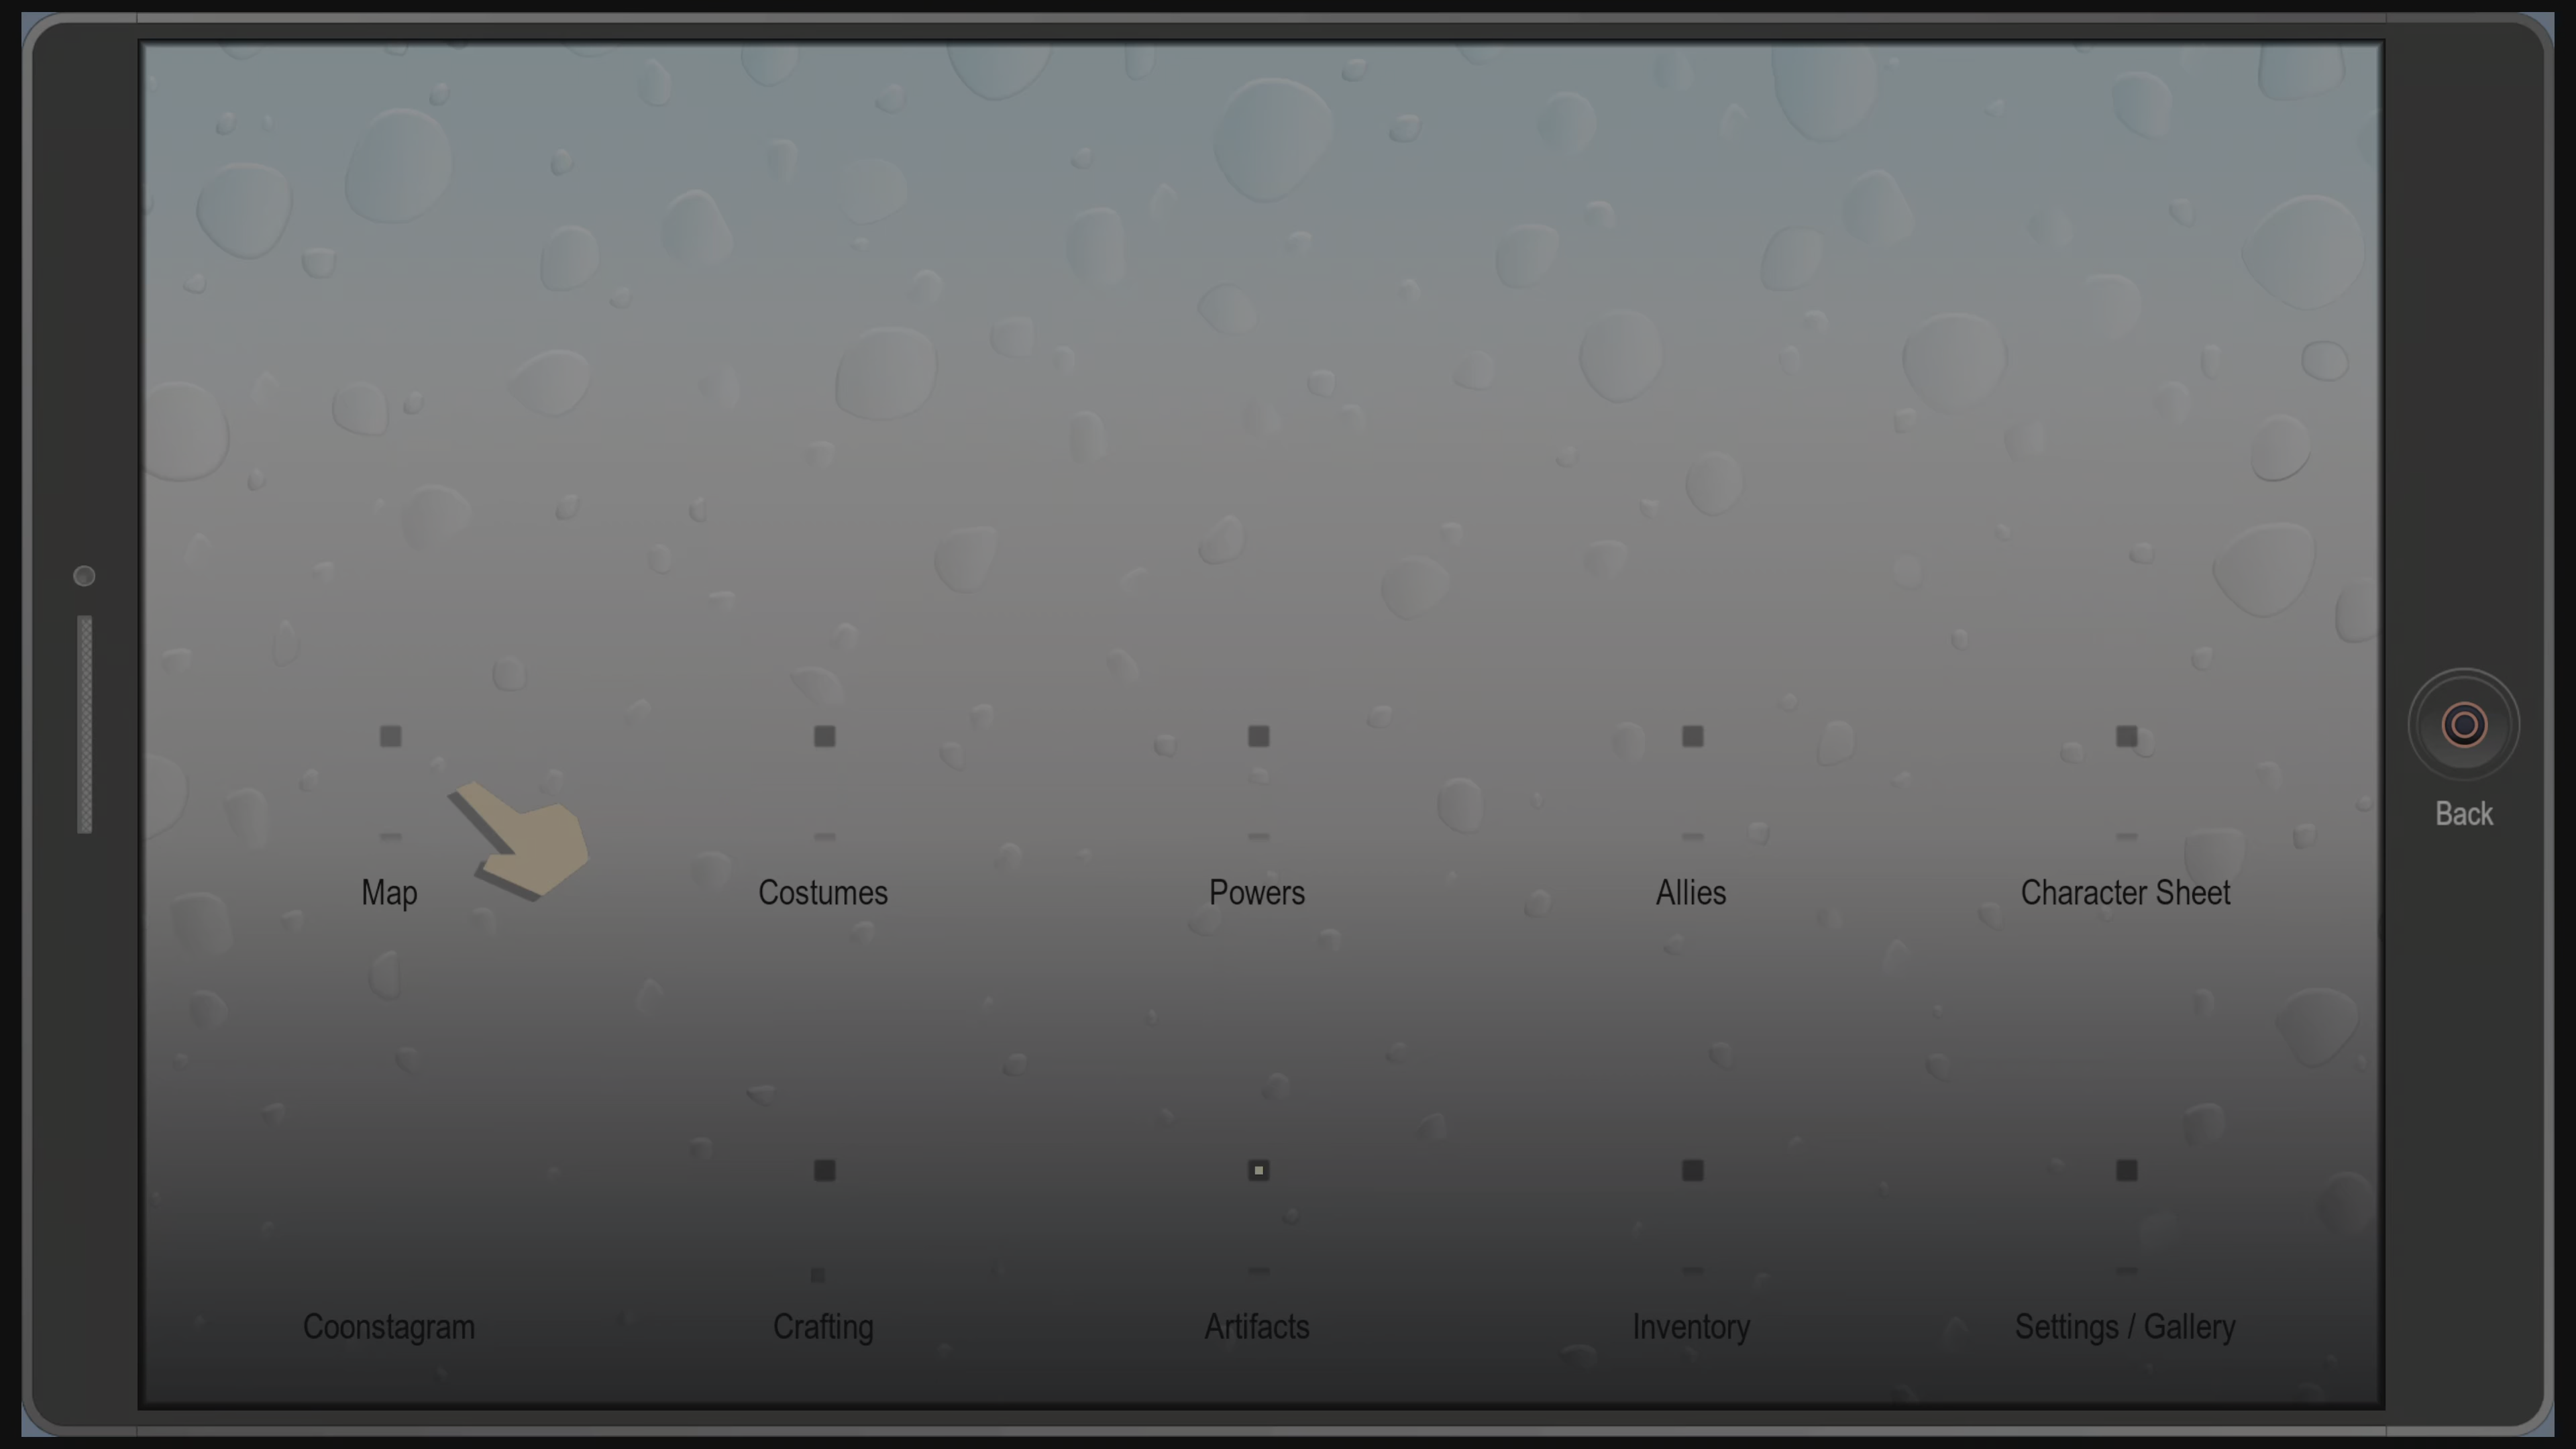 Back
Map
Costumes
Powers
Allies
Character Sheet
Coonstagram
Crafting
Artifacts
Inventory
Settings / Gallery